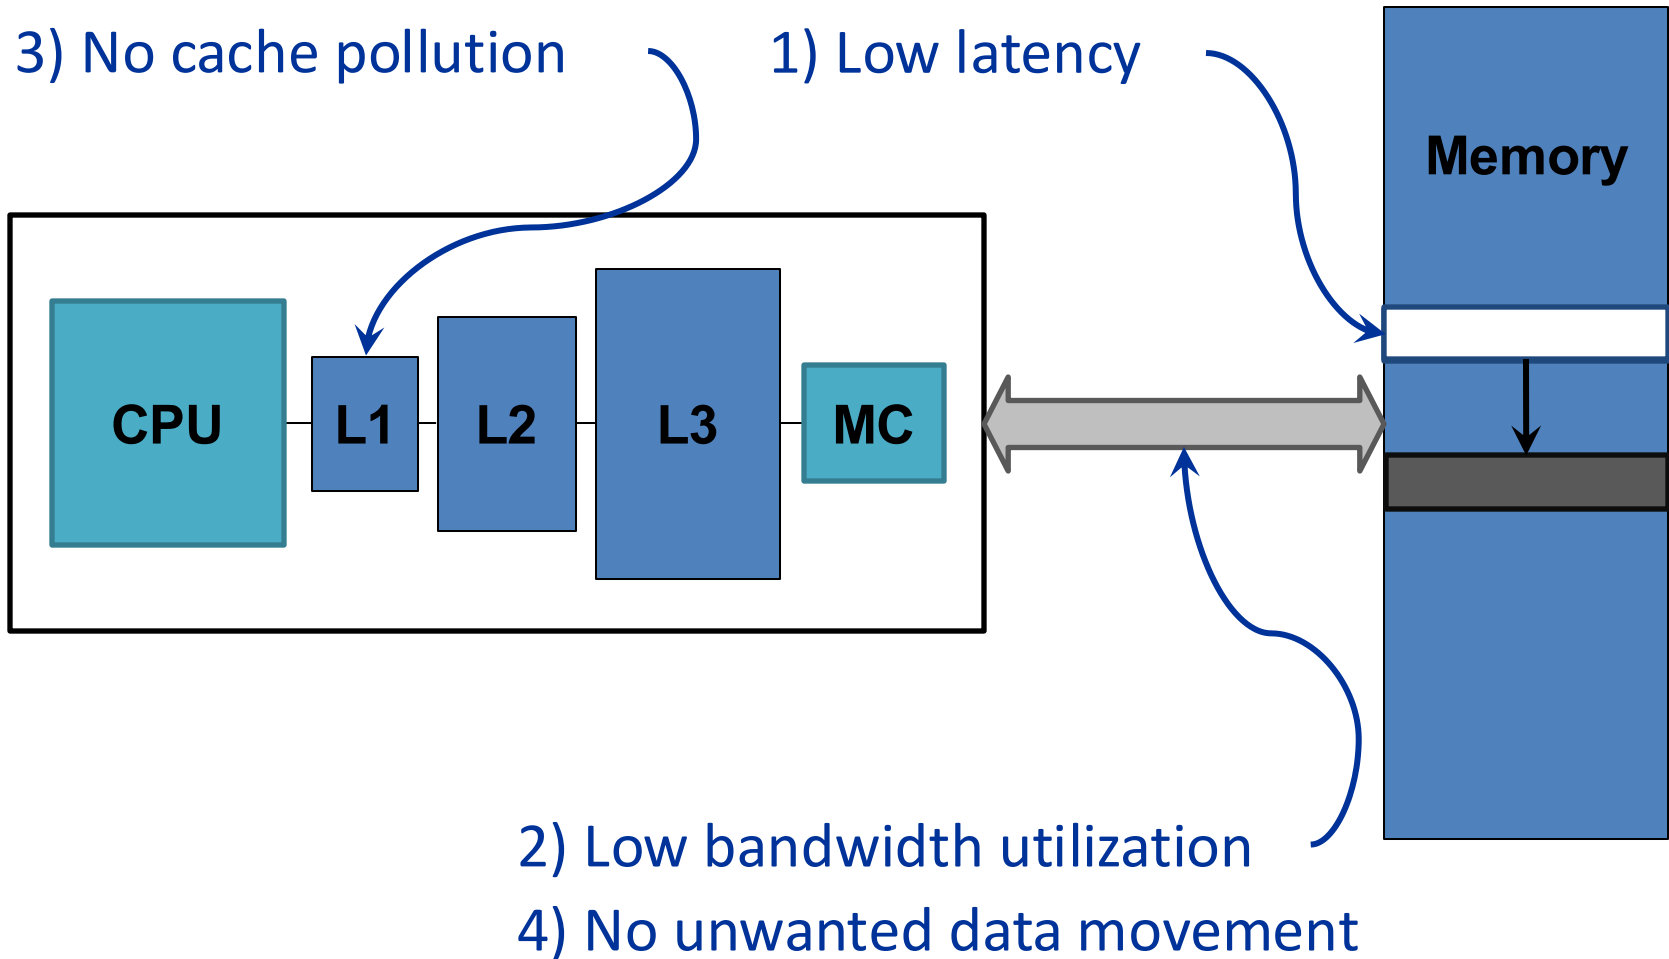 3) No cache pollution
1) Low latency
Memory
CPU
L1
L2
L3
MC
2) Low bandwidth utilization
4) No unwanted data movement